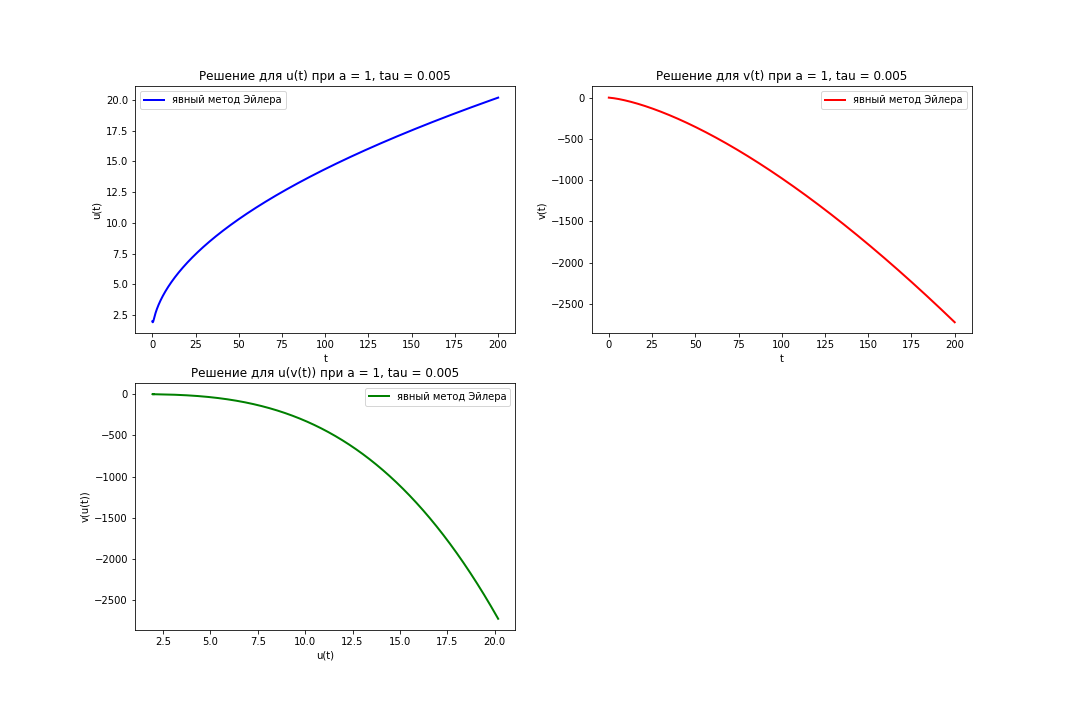 Решение для u(t) при a = 1, tau = 0.005
явный метод Эйлера
20.0
17.5
15.0
12.5
10.0
7.5
5.0
2.5
u(t)
0 25 50 75 100 125 150 175 200
t
Решение для v(t) при a = 1, tau = 0.005
явный метод Эйлера
0
−500
−1000
−1500
−2000
−2500
v(t)
0 25 50 75 100 125 150 175 200
t
Решение для u(v(t)) при a = 1, tau = 0.005
явный метод Эйлера
0
−500
−1000
−1500
−2000
−2500
v(u(t))
2.5 5.0 7.5 10.0 12.5 15.0 17.5 20.0
u(t)